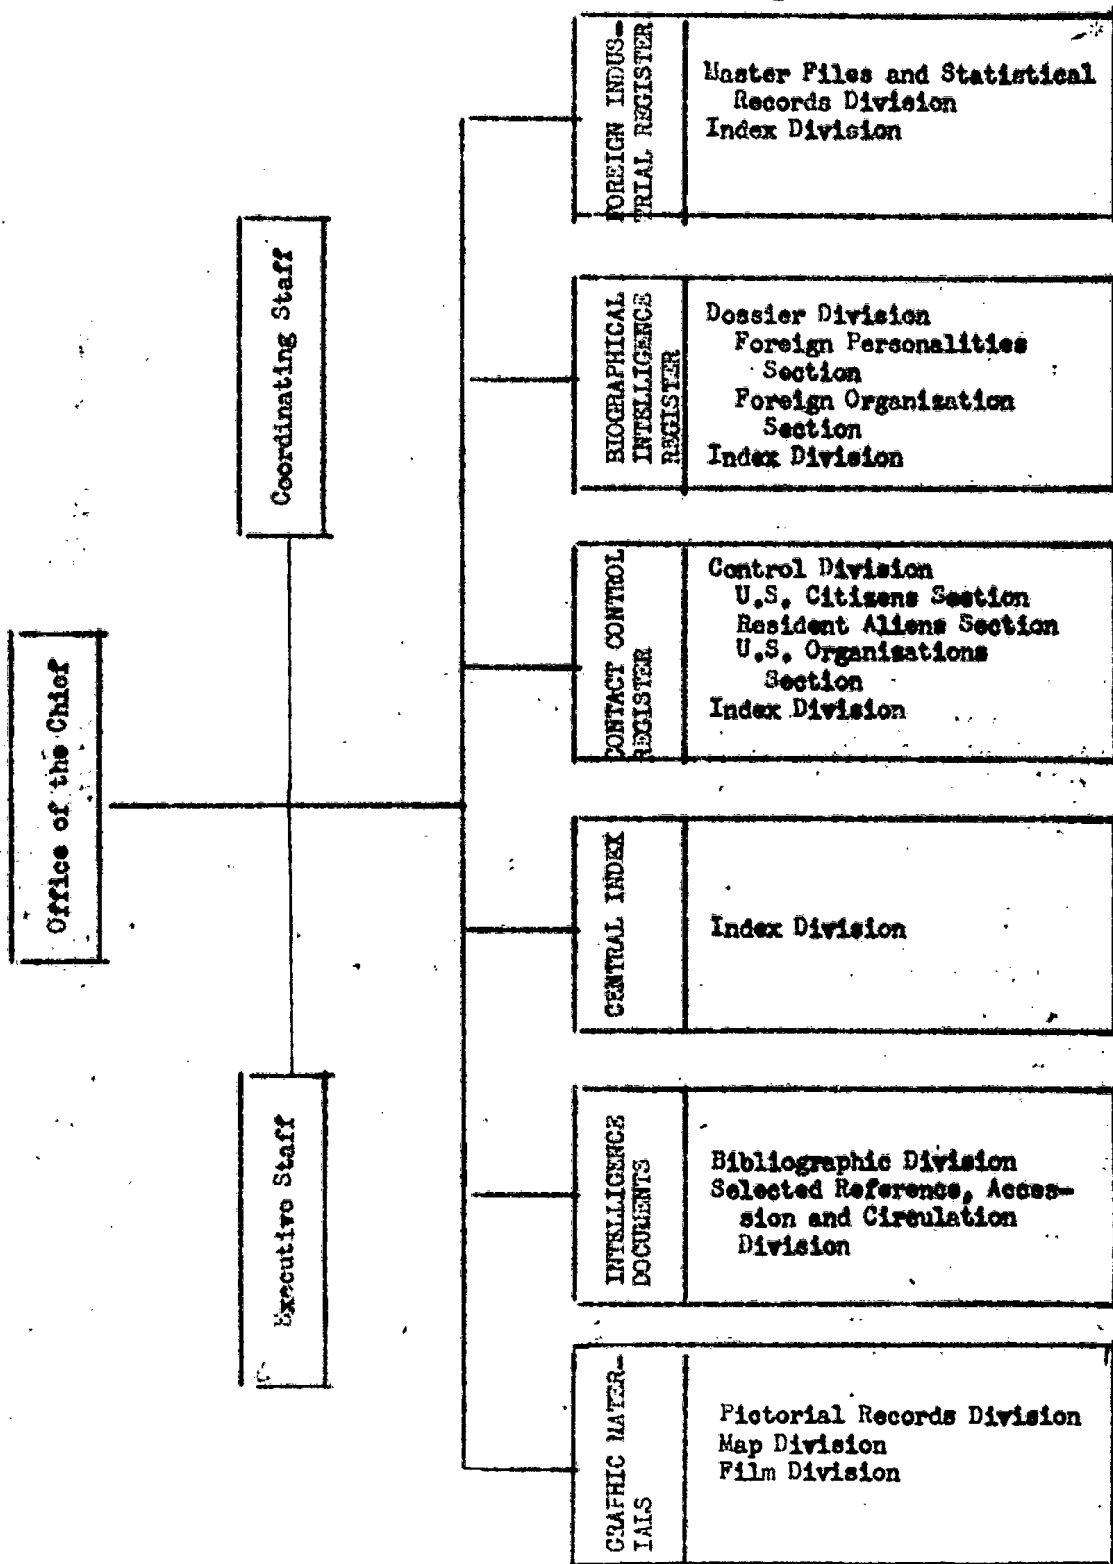 Office of the Chief
Executive Staff
Coordinating Staff
GRAPHIC MATER-
IALS
Pictorial Records Division
Map Division
Film Division
INTELLIGENCE
DOCUMENTS
Bibliographic Division
Selected Reference, Acces-
sion and Circulation
Division
CENTRAL INDEX
Index Division
CONTACT CONTROL
REGISTER
Control Division
U.S. Citizens Section
Resident Aliens Section
U.S. Organizations
Section
Index Division
BIOGRAPHICAL
INTELLIGENCE
REGISTER
Dossier Division
Foreign Personalities
Section
Foreign Organization
Section
Index Division
FOREIGN INDUS-
TRIAL REGISTER
Master Files and Statistical
Records Division
Index Division